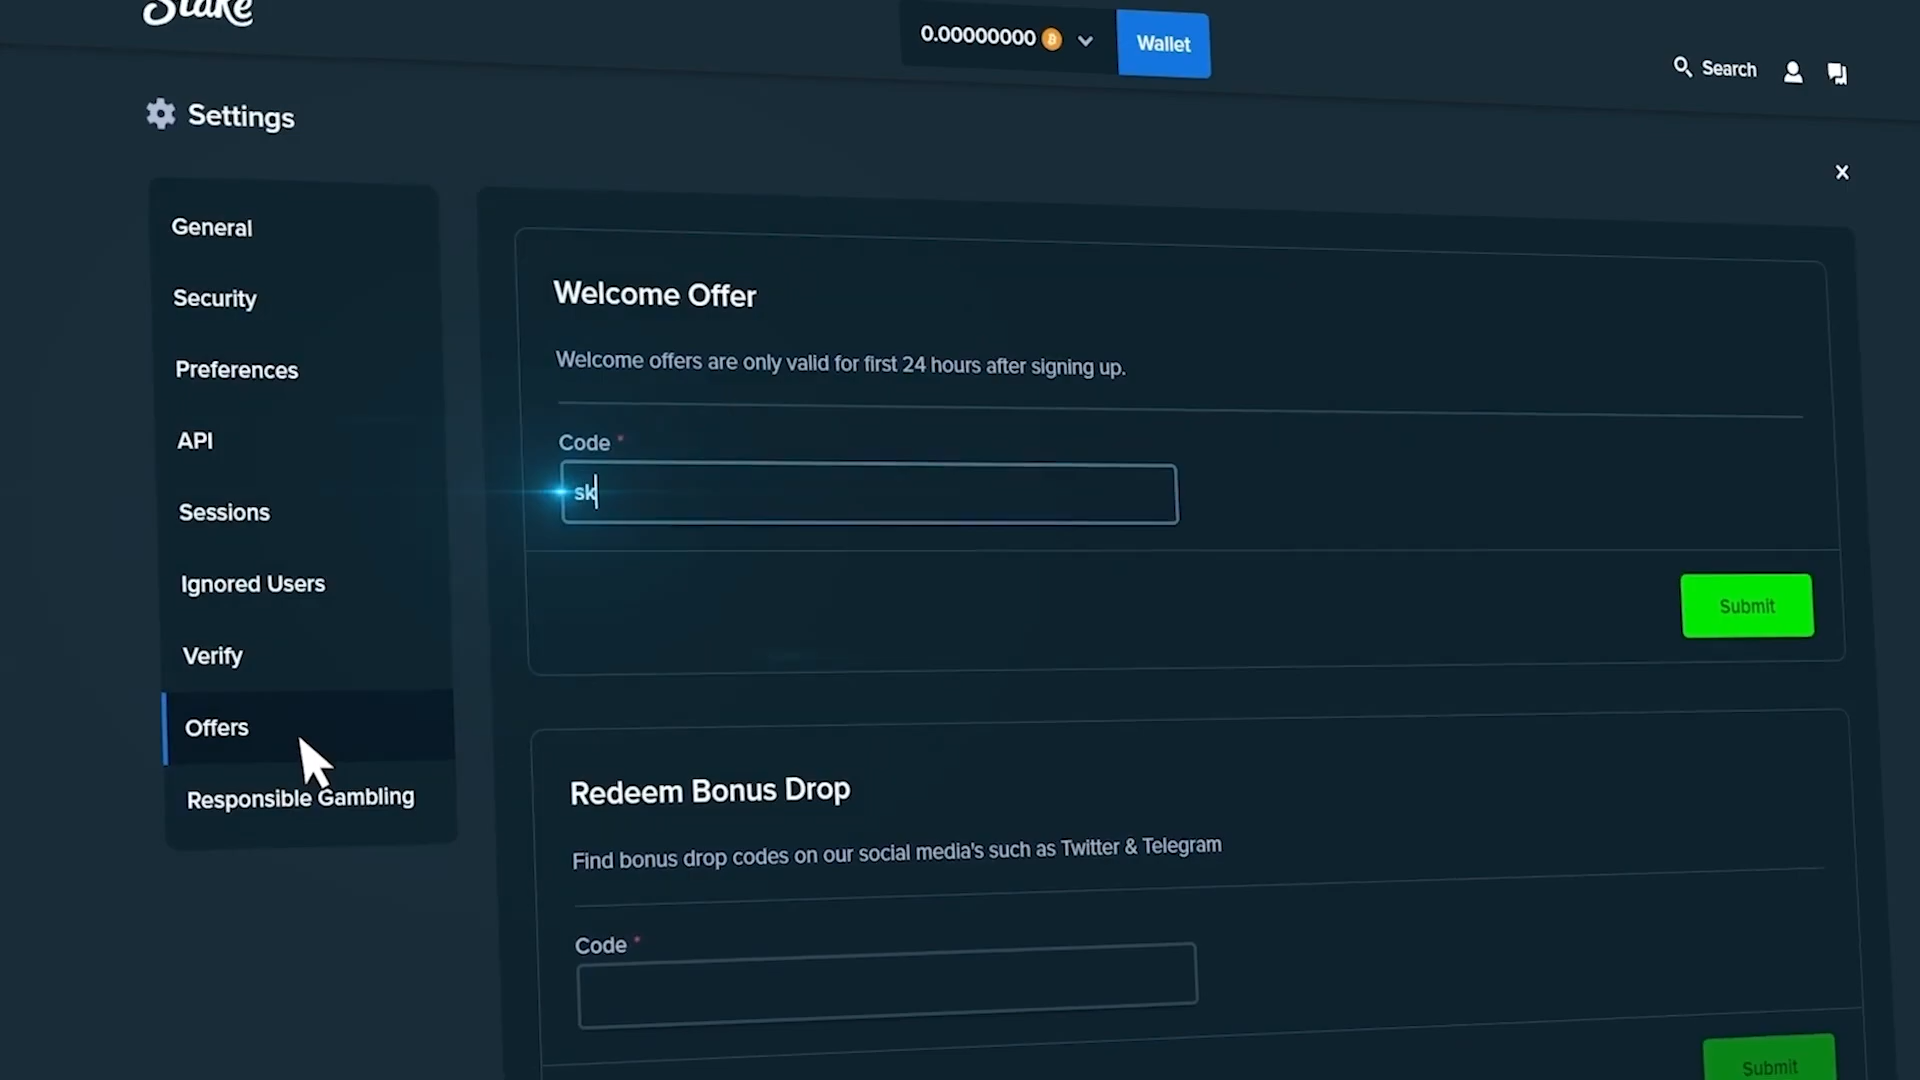 Stake
0.00000000
Wallet
Search
Settings
General
Security
Preferences
API
Sessions
Ignored Users
Verify
Offers
Responsible Gambling
Welcome Offer
Welcome offers are only valid for first 24 hours after signing up.
Code *
sk
Submit
Redeem Bonus Drop
Find bonus drop codes on our social media's such as Twitter & Telegram
Code *
Submit